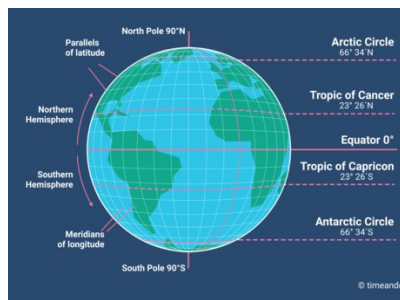 North Pole 90°N
Parallels
of latitude
Arctic Circle
66° 34´N
Tropic of Cancer
23° 26´N
Northern
Hemisphere
Equator 0°
Southern
Hemisphere
Tropic of Capricon
23° 26´S
Meridians
of longitude
Antarctic Circle
66° 34´S
South Pole 90°S
© timeand